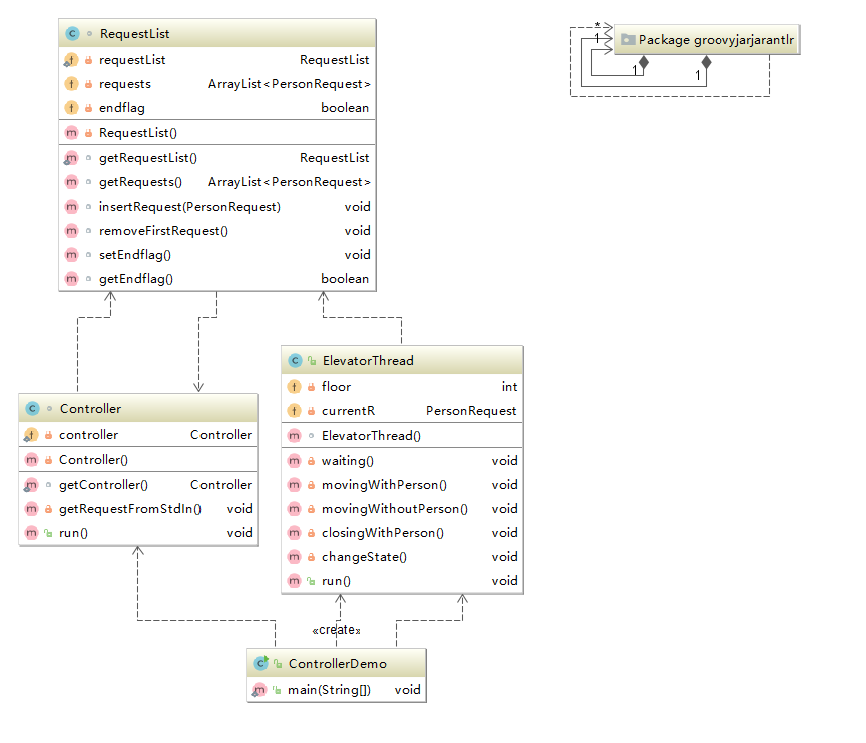 RequestList
requestList RequestList
requests ArrayList<PersonRequest>
endflag boolean
RequestList()
getRequestList() RequestList
getRequests() ArrayList<PersonRequest>
insertRequest(PersonRequest) void
removeFirstRequest() void
setEndflag() void
getEndflag() boolean
*
1
Package groovyjarjarantlr
1
1
ElevatorThread
floor int
currentR PersonRequest
ElevatorThread()
waiting() void
movingWithPerson() void
movingWithoutPerson() void
closingWithPerson() void
changeState() void
run() void
Controller
controller Controller
Controller()
getController() Controller
getRequestFromStdIn() void
run() void
«create»
ControllerDemo
main(String[]) void